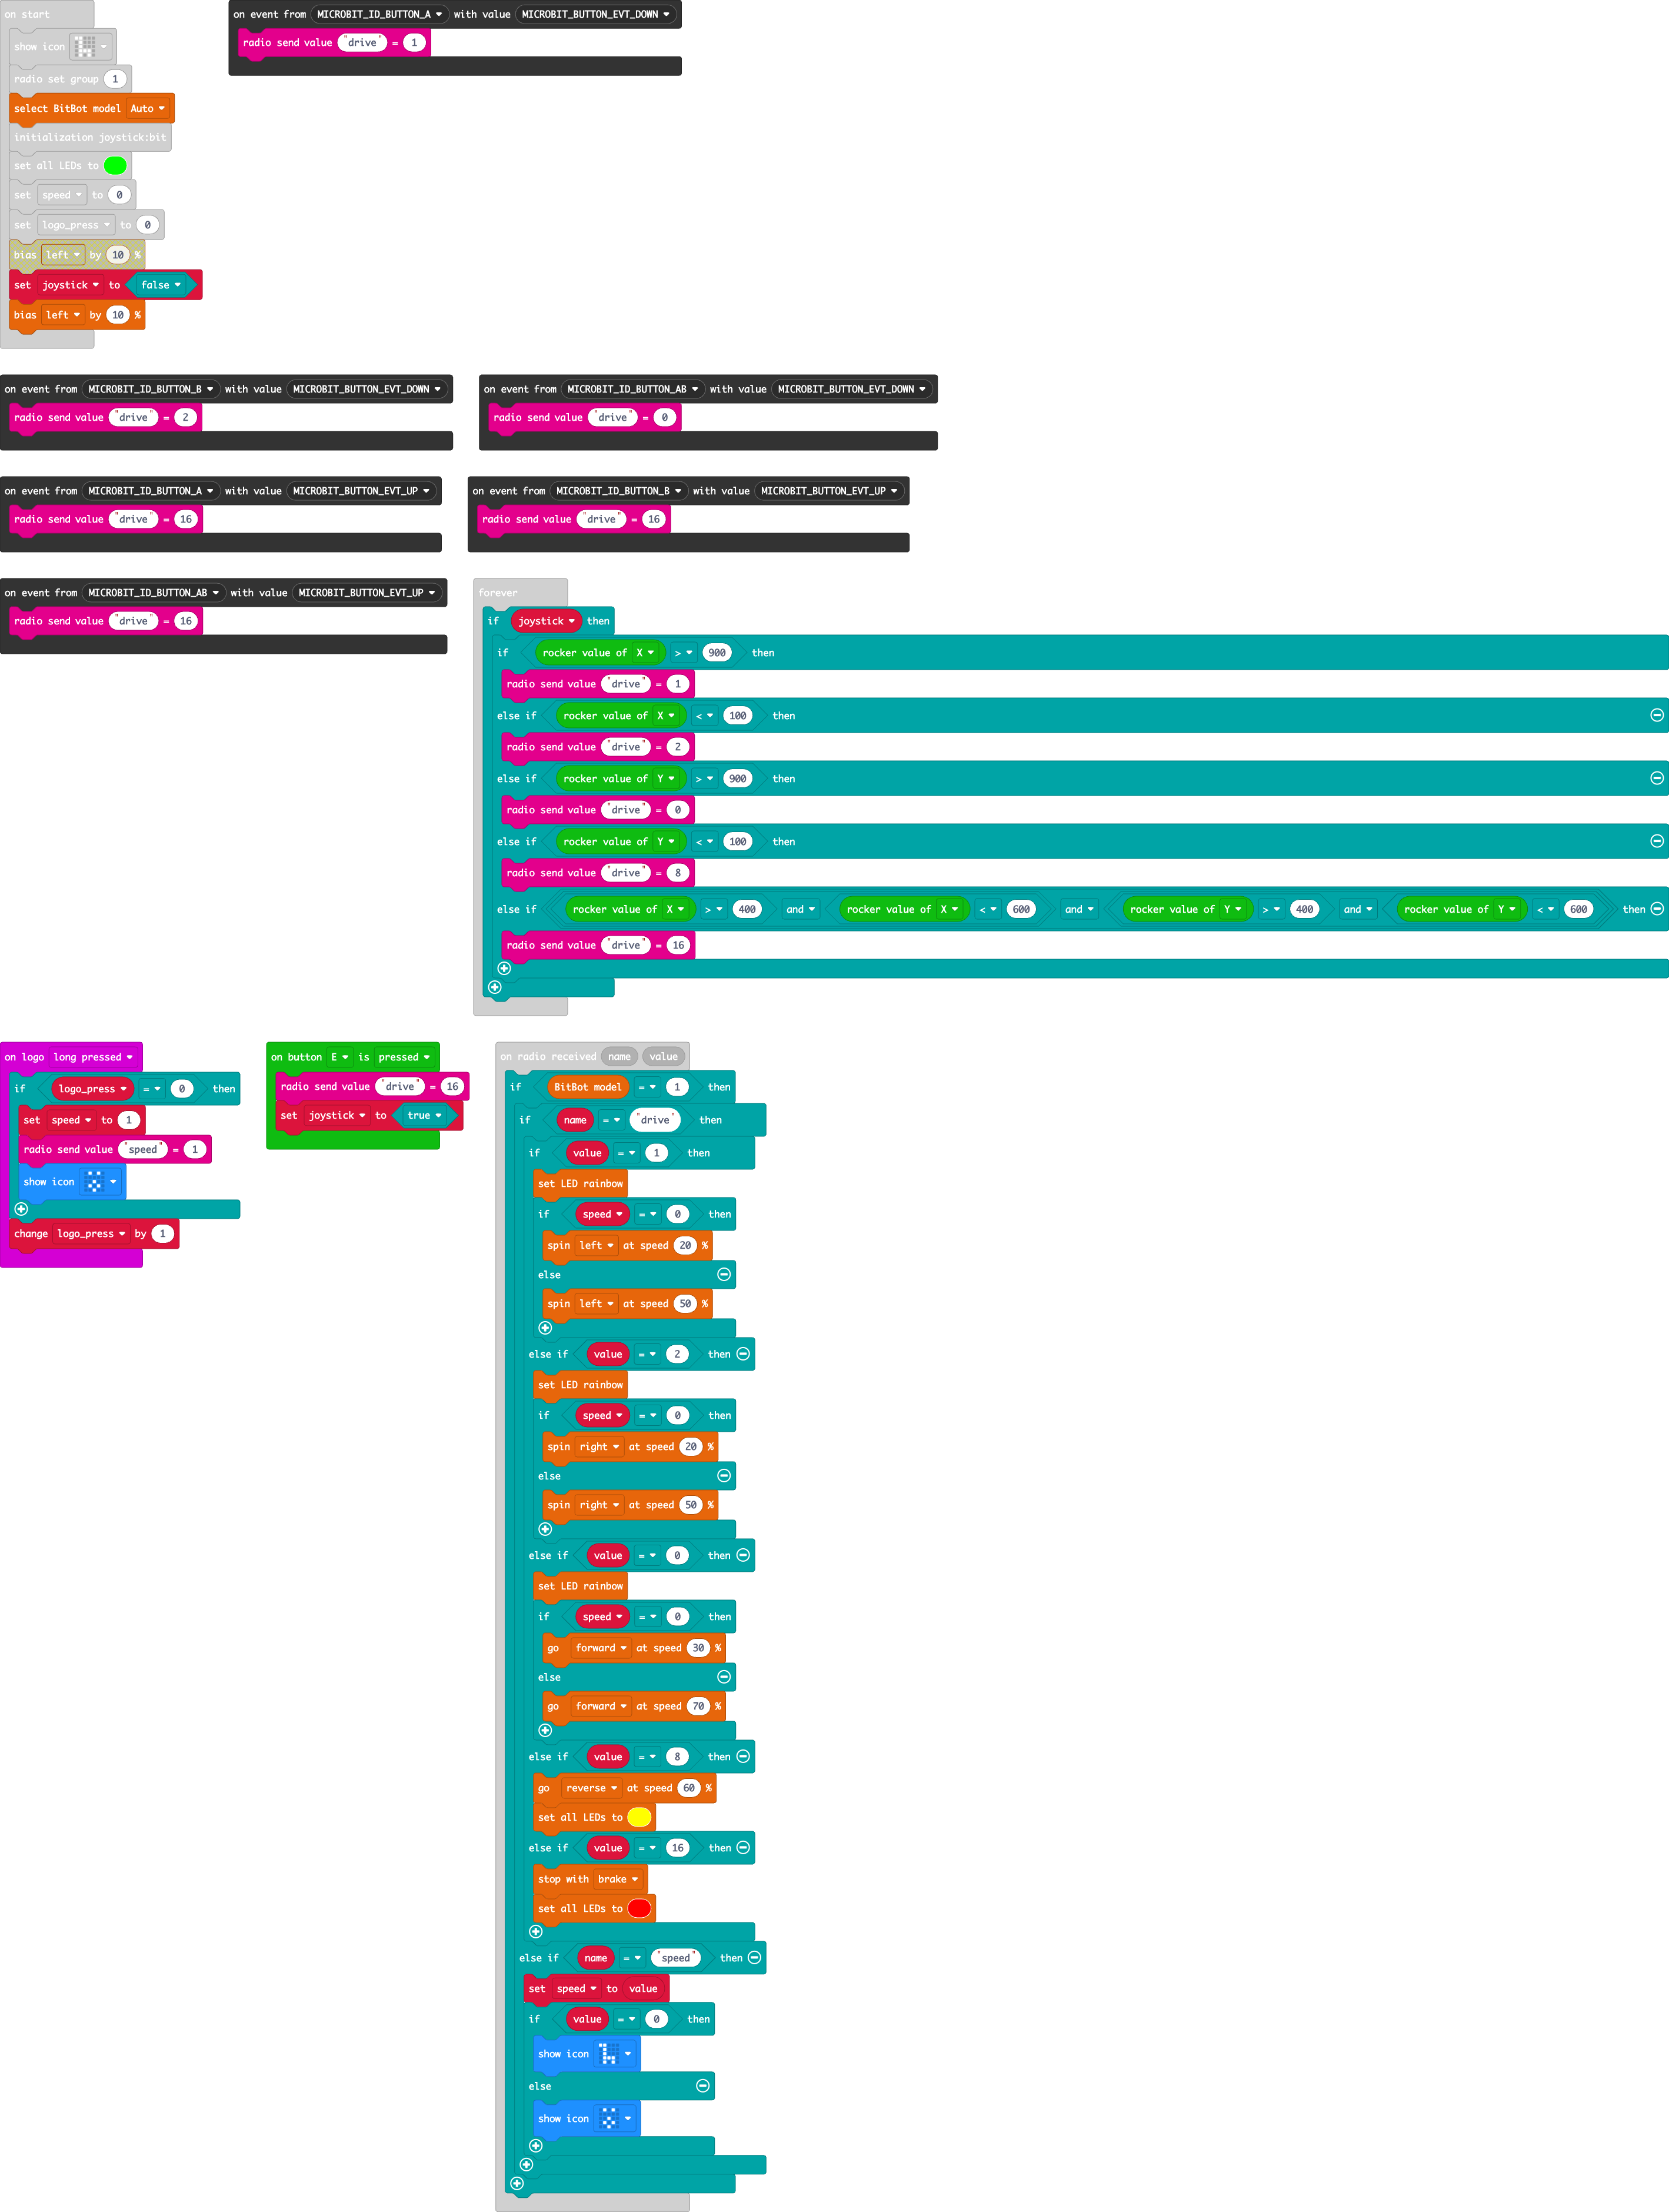 on start
show icon
radio set group 1
select BitBot model Auto
initialization joystick:bit
set all LEDs to
set speed to 0
set logo_press to 0
bias left by 10 %
set joystick to false
bias left by 10 %
on event from MICROBIT_ID_BUTTON_A with value MICROBIT_BUTTON_EVT_DOWN
radio send value "drive" = 1
on event from MICROBIT_ID_BUTTON_B with value MICROBIT_BUTTON_EVT_DOWN
radio send value "drive" = 2
on event from MICROBIT_ID_BUTTON_AB with value MICROBIT_BUTTON_EVT_DOWN
radio send value "drive" = 0
on event from MICROBIT_ID_BUTTON_A with value MICROBIT_BUTTON_EVT_UP
radio send value "drive" = 16
on event from MICROBIT_ID_BUTTON_B with value MICROBIT_BUTTON_EVT_UP
radio send value "drive" = 16
on event from MICROBIT_ID_BUTTON_AB with value MICROBIT_BUTTON_EVT_UP
radio send value "drive" = 16
forever
if joystick then
if rocker value of X > 900 then
radio send value "drive" = 1
else if rocker value of X < 100 then
radio send value "drive" = 2
else if rocker value of Y > 900 then
radio send value "drive" = 0
else if rocker value of Y < 100 then
radio send value "drive" = 8
else if rocker value of X > 400 and rocker value of X < 600 and rocker value of Y > 400 and rocker value of Y < 600 then
radio send value "drive" = 16
on logo long pressed
if logo_press = 0 then
set speed to 1
radio send value "speed" = 1
show icon
change logo_press by 1
on button E is pressed
radio send value "drive" = 16
set joystick to true
on radio received name value
if BitBot model = 1 then
if name = "drive" then
if value = 1 then
set LED rainbow
if speed = 0 then
spin left at speed 20 %
else
spin left at speed 50 %
else if value = 2 then
set LED rainbow
if speed = 0 then
spin right at speed 20 %
else
spin right at speed 50 %
else if value = 0 then
set LED rainbow
if speed = 0 then
go forward at speed 30 %
else
go forward at speed 70 %
else if value = 8 then
go reverse at speed 60 %
set all LEDs to
else if value = 16 then
stop with brake
set all LEDs to
else if name = "speed" then
set speed to value
if value = 0 then
show icon
else
show icon